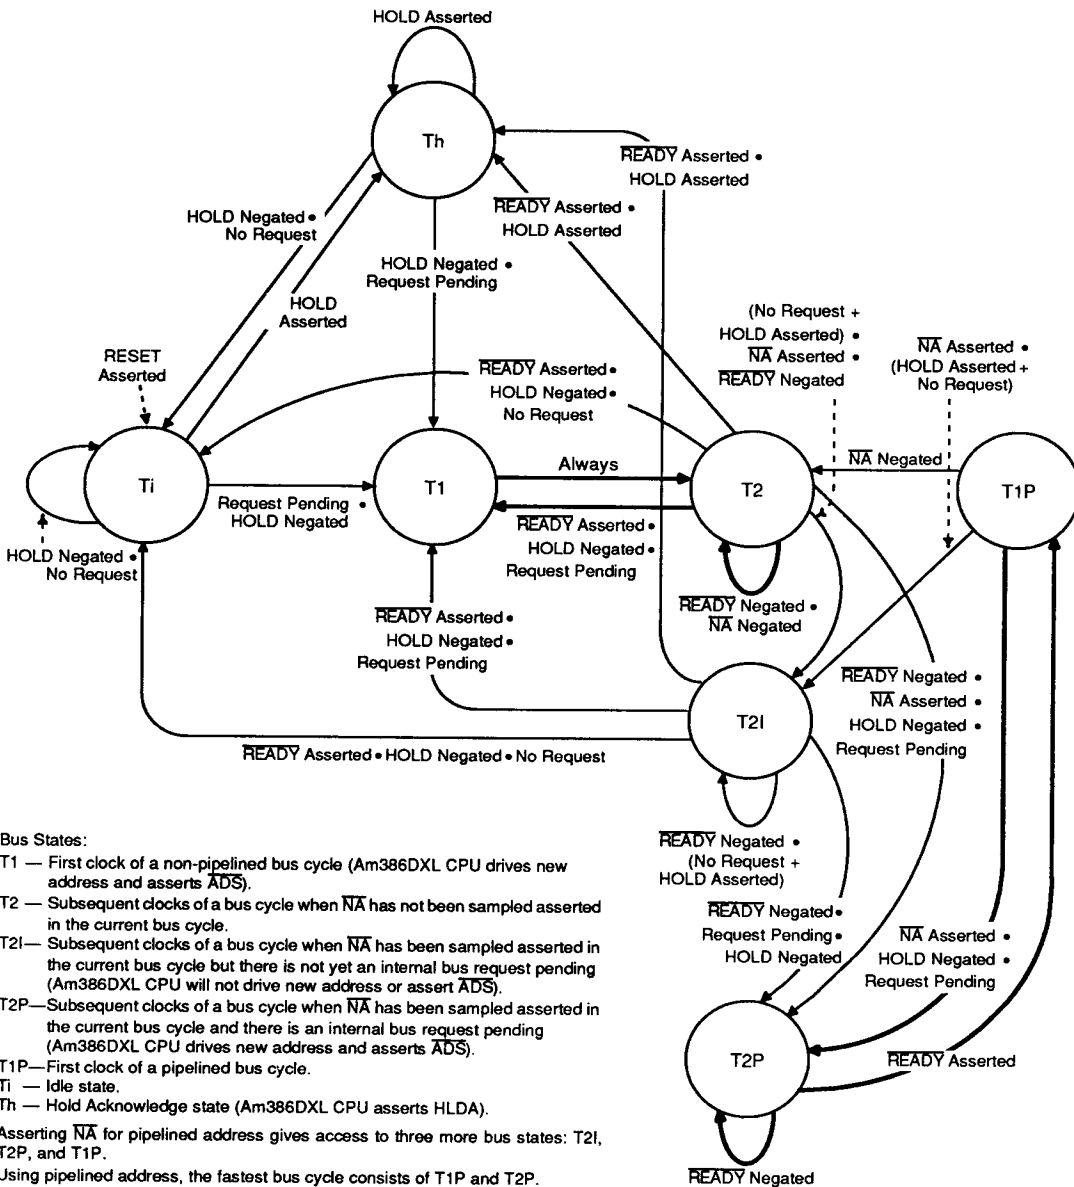 HOLD Asserted
Th
READY Asserted •
HOLD Asserted
READY Asserted •
HOLD Asserted
HOLD Negated •
No Request
HOLD Negated •
Request Pending
HOLD
Asserted
(No Request +
HOLD Asserted) •
NA Asserted •
READY Negated
NA Asserted •
(HOLD Asserted +
No Request)
RESET
Asserted
READY Asserted •
HOLD Negated •
No Request
Ti
T1
Always
T2
NA Negated
T1P
Request Pending •
HOLD Negated
READY Asserted •
HOLD Negated •
Request Pending
HOLD Negated •
No Request
READY Negated •
NA Negated
READY Asserted •
HOLD Negated •
Request Pending
READY Negated •
NA Asserted •
HOLD Negated •
Request Pending
T2I
READY Asserted • HOLD Negated • No Request
READY Negated •
(No Request +
HOLD Asserted)
READY Negated •
Request Pending •
HOLD Negated
NA Asserted •
HOLD Negated •
Request Pending
T2P
READY Asserted
READY Negated
Bus States:
T1 — First clock of a non-pipelined bus cycle (Am386DXL CPU drives new
address and asserts ADS).
T2 — Subsequent clocks of a bus cycle when NA has not been sampled asserted
in the current bus cycle.
T2I— Subsequent clocks of a bus cycle when NA has been sampled asserted in
the current bus cycle but there is not yet an internal bus request pending
(Am386DXL CPU will not drive new address or assert ADS).
T2P—Subsequent clocks of a bus cycle when NA has been sampled asserted in
the current bus cycle and there is an internal bus request pending
(Am386DXL CPU drives new address and asserts ADS).
T1P—First clock of a pipelined bus cycle.
Ti — Idle state.
Th — Hold Acknowledge state (Am386DXL CPU asserts HLDA).
Asserting NA for pipelined address gives access to three more bus states: T2I,
T2P, and T1P.
Using pipelined address, the fastest bus cycle consists of T1P and T2P.